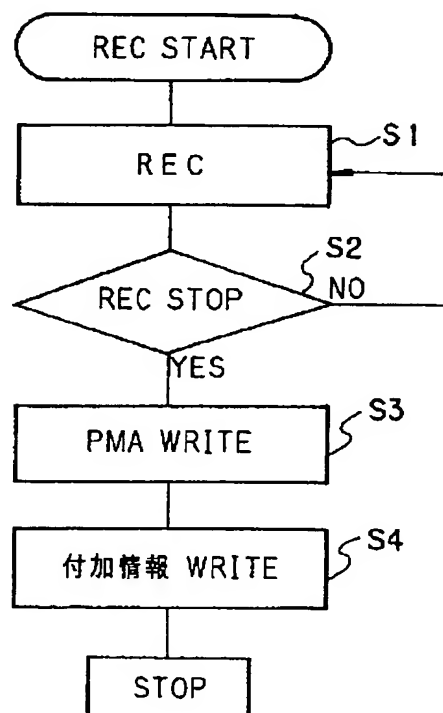 REC START
S1
REC
S2
REC STOP
NO
YES
S3
PMA WRITE
S4
付加情報 WRITE
STOP